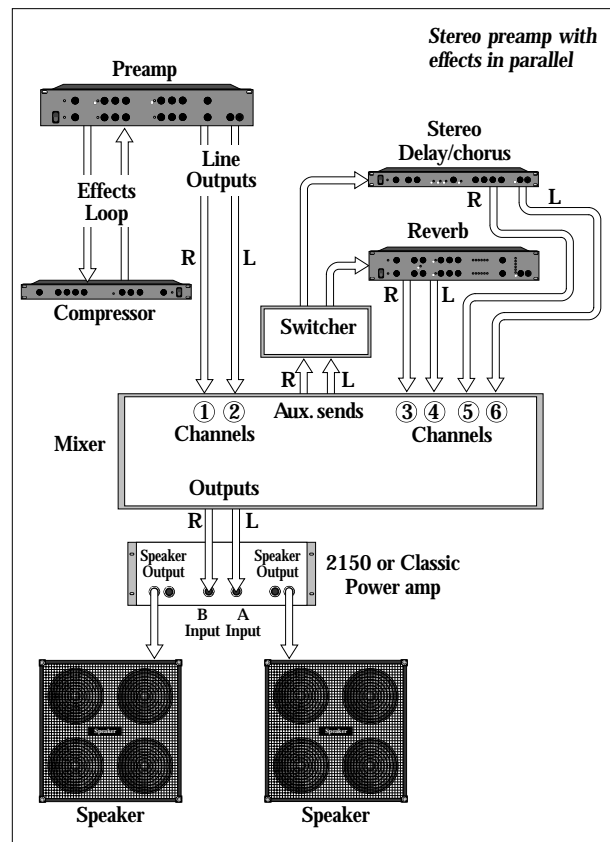 Stereo preamp with
effects in parallel
Preamp
Line
Outputs
Effects
Loop
R
L
Compressor
Stereo
Delay/chorus
R
L
Reverb
R
L
Switcher
R
L
Mixer
1
2
Channels
Aux. sends
3
4
5
6
Channels
Outputs
R
L
Speaker
Output
Speaker
Output
B
Input
A
Input
2150 or Classic
Power amp
Speaker
Speaker
Speaker
Speaker